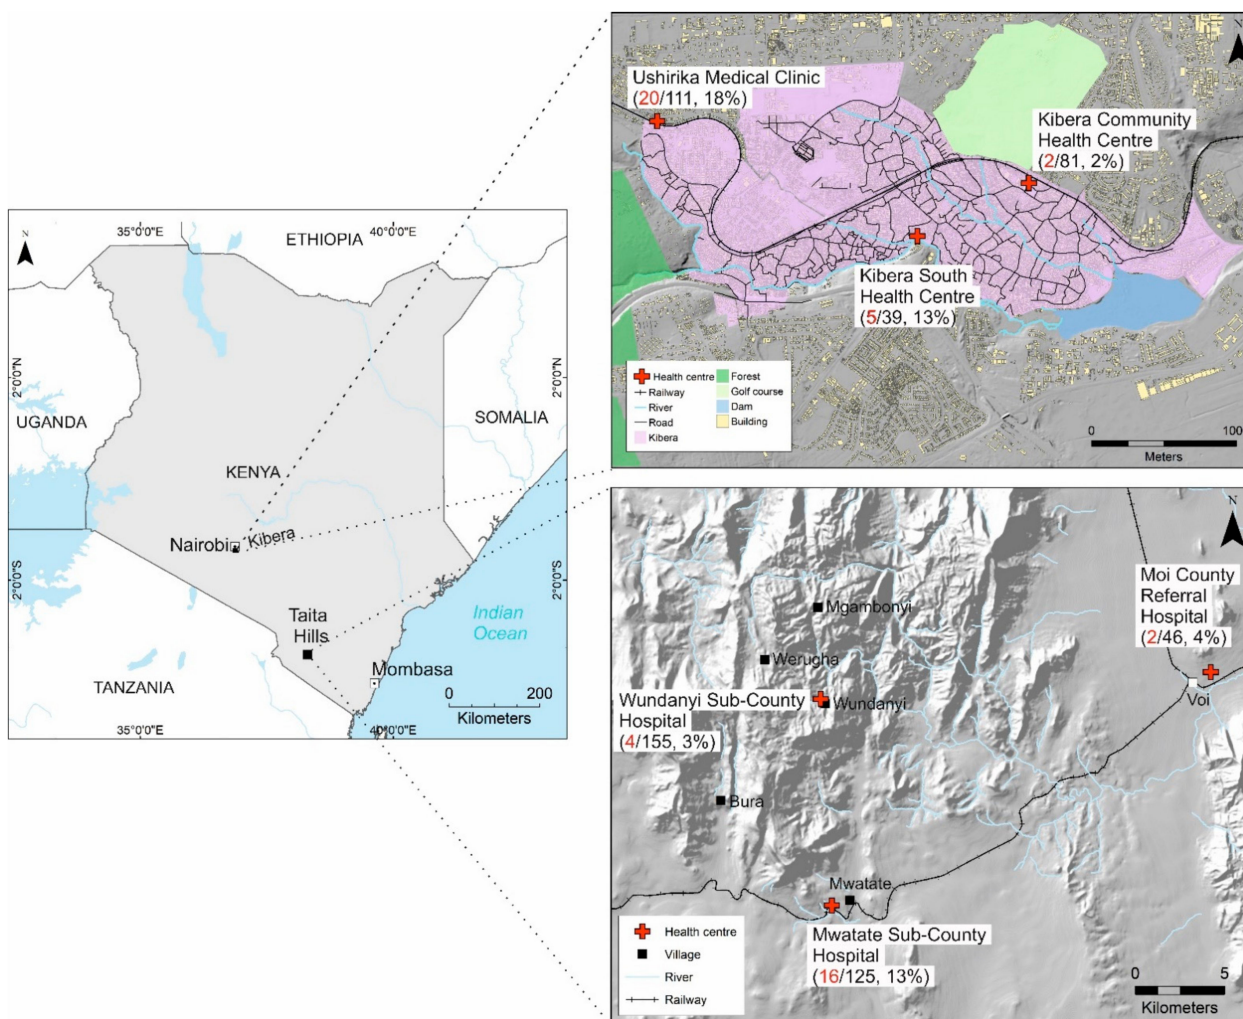 N
35°0'0"E
40°0'0"E
ETHIOPIA
2°0'0"N
2°0'0"N
UGANDA
SOMALIA
KENYA
Nairobi
Kibera
2°0'0"S
2°0'0"S
Taita
Hills
Indian
Ocean
Mombasa
TANZANIA
0 200
Kilometers
35°0'0"E
40°0'0"E
Ushirika Medical Clinic
(20/111, 18%)
N
Kibera Community
Health Centre
(2/81, 2%)
Kibera South
Health Centre
(5/39, 13%)
Health centre
Railway
River
Road
Kibera
Forest
Golf course
Dam
Building
0 100
Meters
N
Mgambonyi
Werugha
Wundanyi Sub-County
Hospital
(4/155, 3%)
Wundanyi
Moi County
Referral
Hospital
(2/46, 4%)
Voi
Bura
Mwatate
Mwatate Sub-County
Hospital
(16/125, 13%)
Health centre
Village
River
Railway
0 5
Kilometers